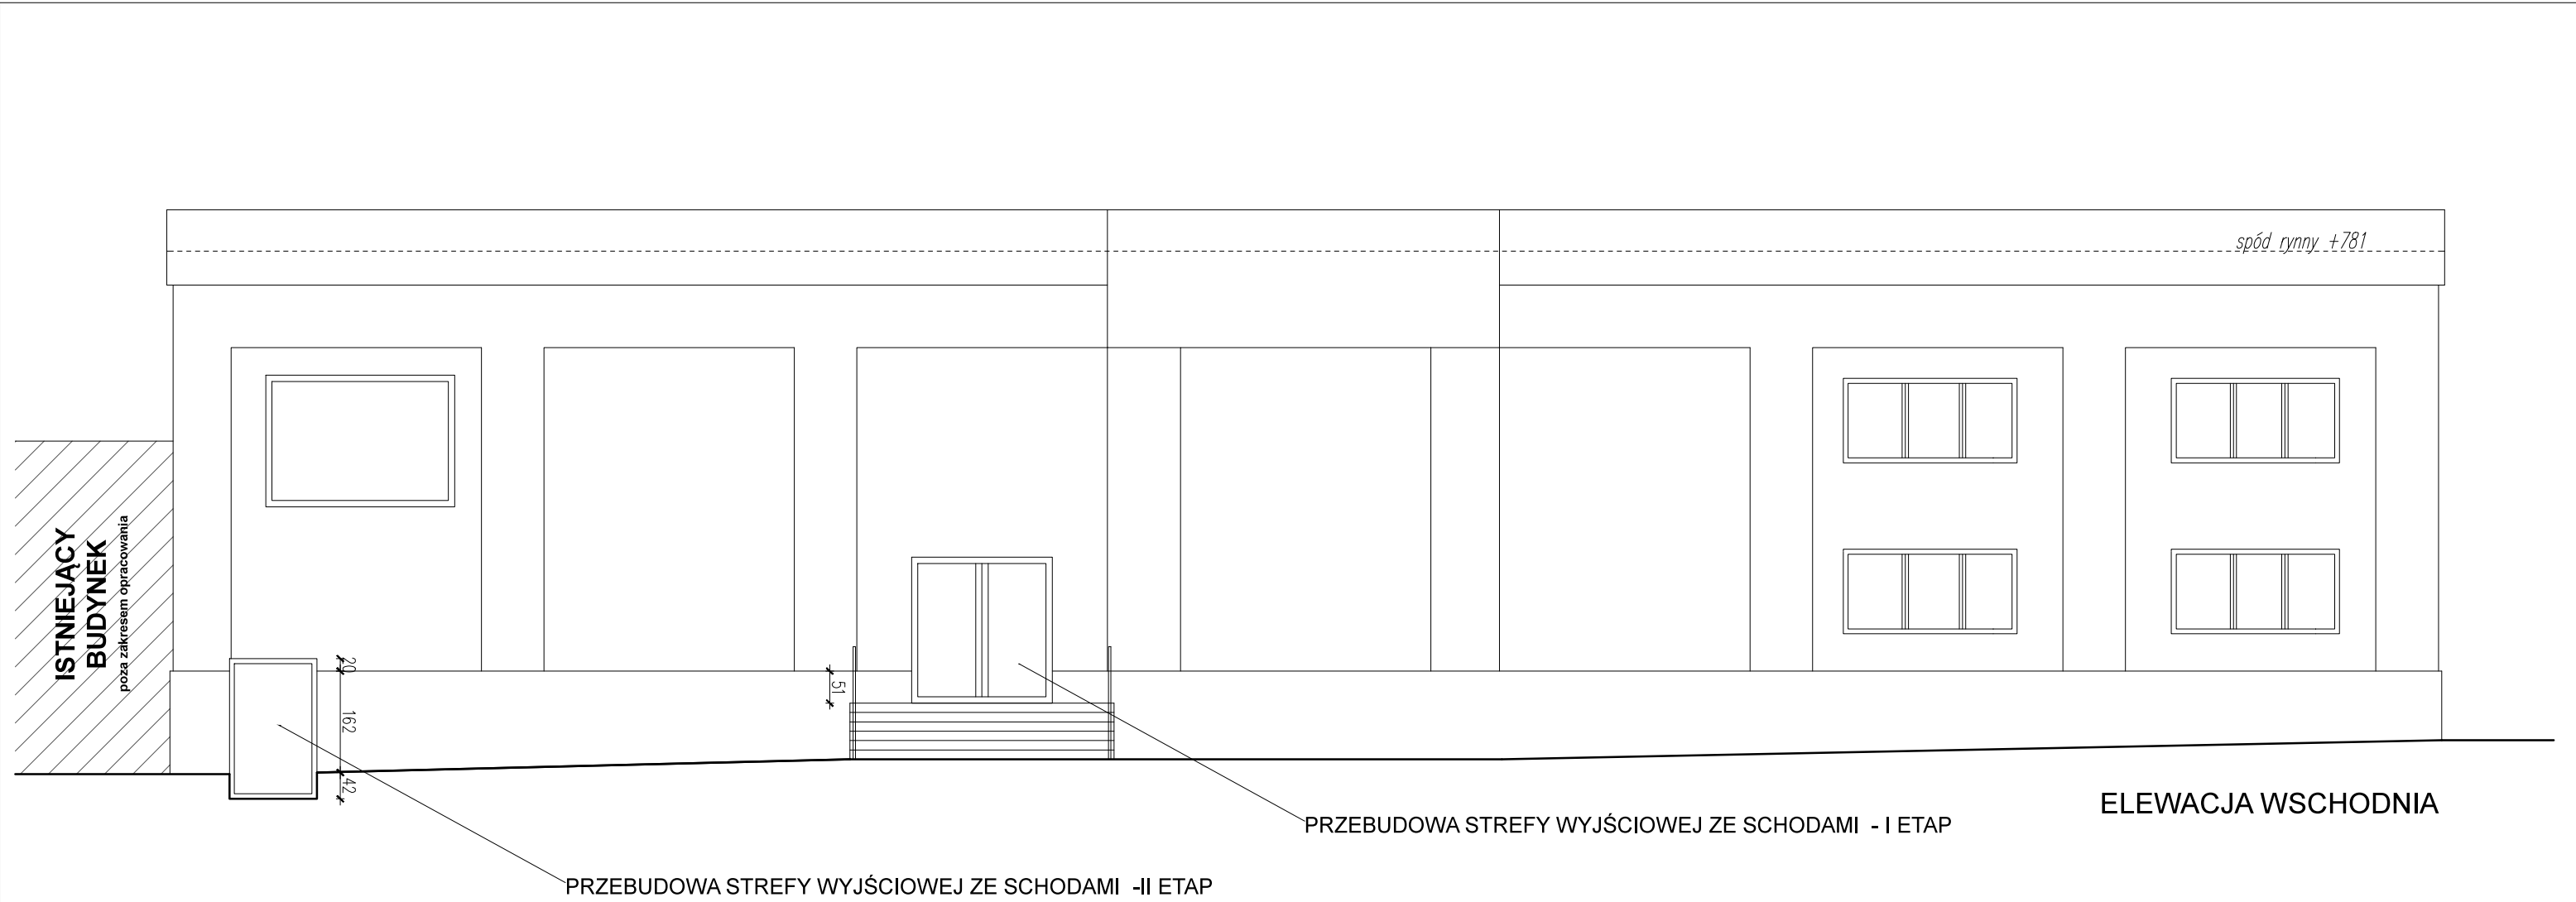 spód rynny +781
ISTNIEJĄCY
BUDYNEK
poza zakresem opracowania
20
162
42
51
PRZEBUDOWA STREFY WYJŚCIOWEJ ZE SCHODAMI - I ETAP
ELEWACJA WSCHODNIA
PRZEBUDOWA STREFY WYJŚCIOWEJ ZE SCHODAMI -II ETAP